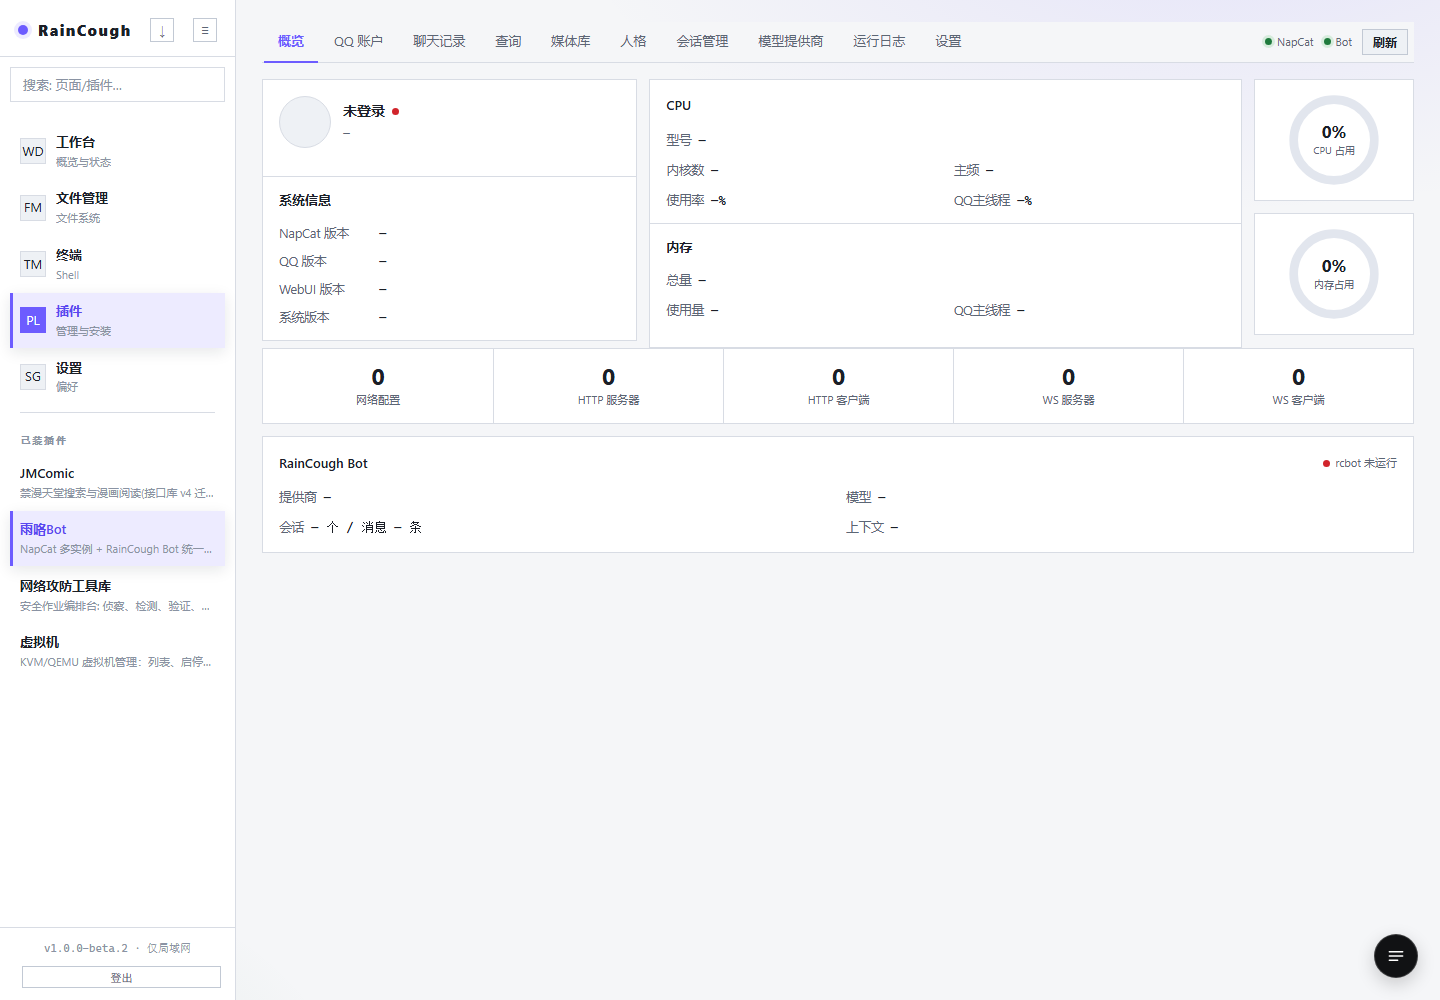 RainCough
↓
≡
搜索: 页面/插件...
WD
工作台
概览与状态
FM
文件管理
文件系统
TM
终端
Shell
PL
插件
管理与安装
SG
设置
偏好
已装插件
JMComic
禁漫天堂搜索与漫画阅读(接口库 v4 迁...
雨咯Bot
NapCat 多实例 + RainCough Bot 统一...
网络攻防工具库
安全作业编排台: 侦察、检测、验证、...
虚拟机
KVM/QEMU 虚拟机管理：列表、启停...
v1.0.0-beta.2 · 仅局域网
登出
概览 QQ 账户 聊天记录 查询 媒体库 人格 会话管理 模型提供商 运行日志 设置
NapCat Bot 刷新
未登录
—
系统信息
NapCat 版本 —
QQ 版本 —
WebUI 版本 —
系统版本 —
CPU
型号 —
内核数 — 主频 —
使用率 —% QQ主线程 —%
内存
总量 —
使用量 — QQ主线程 —
0%
CPU 占用
0%
内存占用
0 0 0 0 0
网络配置 HTTP 服务器 HTTP 客户端 WS 服务器 WS 客户端
RainCough Bot rcbot 未运行
提供商 — 模型 —
会话 — 个 / 消息 — 条 上下文 —